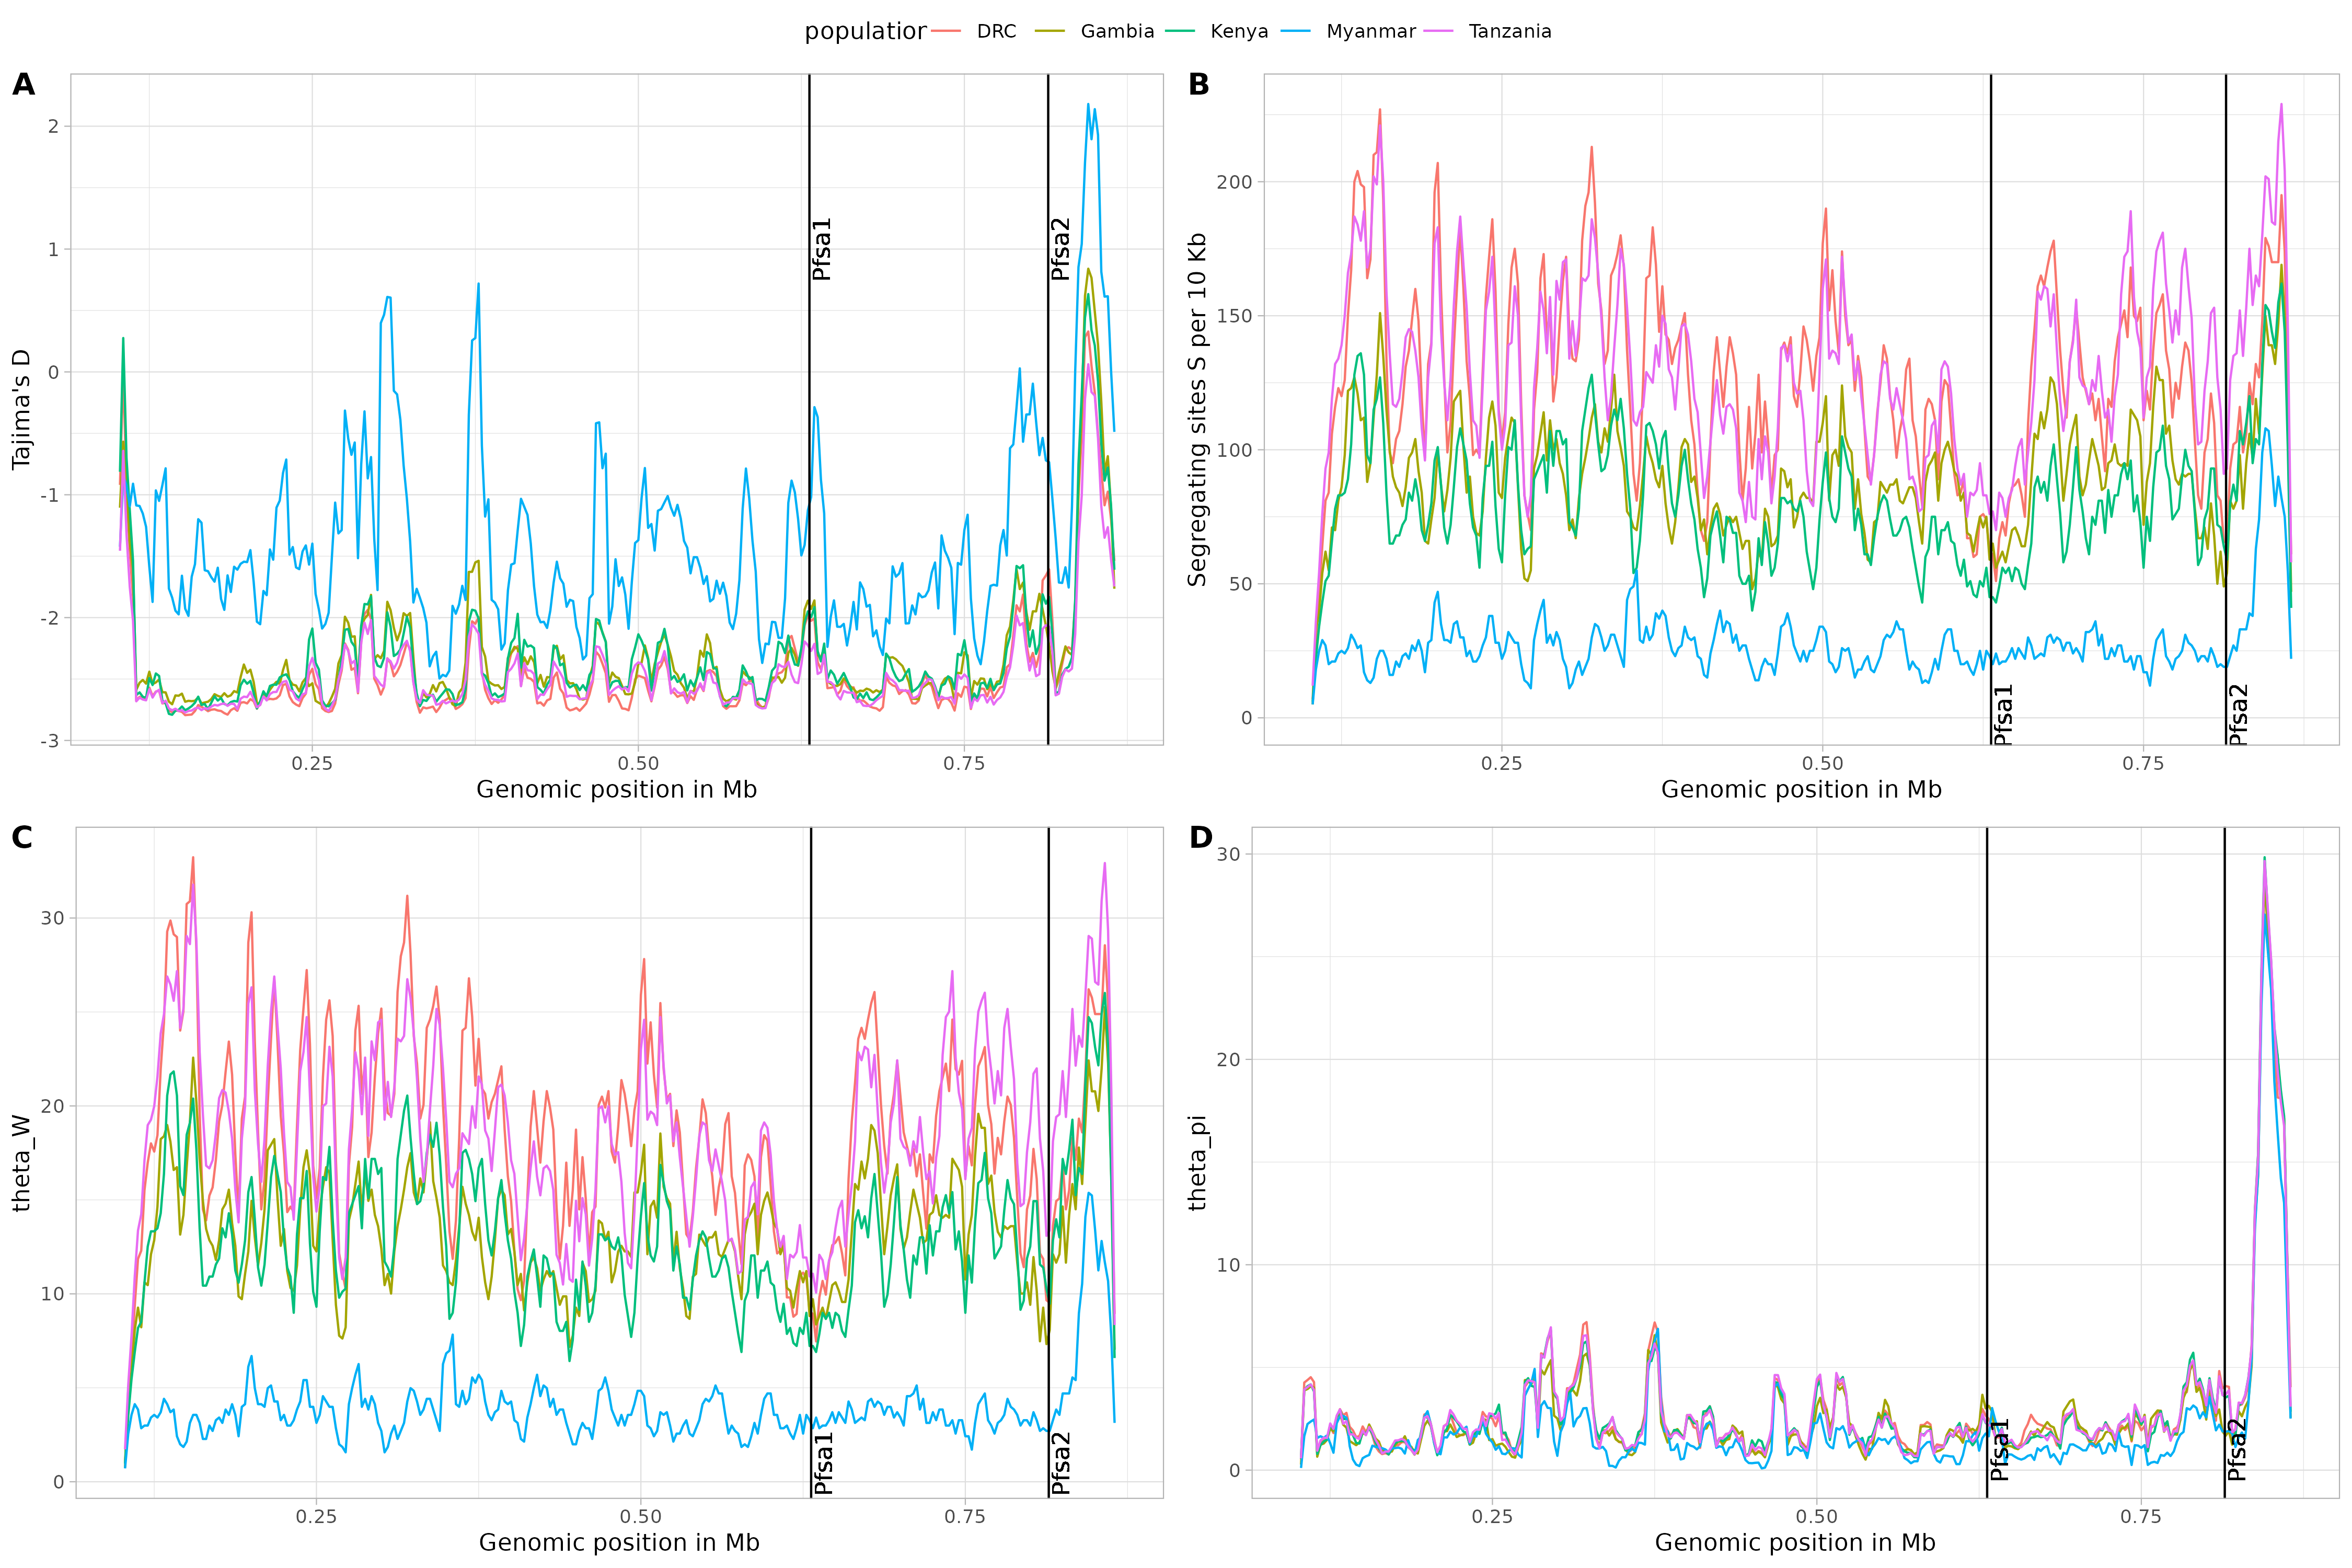 population DRC Gambia Kenya Myanmar Tanzania
A
B
Tajima's D
2
1
0
-1
-2
-3
Pfsa1
Pfsa2
0.25 0.50 0.75
Genomic position in Mb
Segregating sites S per 10 Kb
200
150
100
50
0
Pfsa1
Pfsa2
0.25 0.50 0.75
Genomic position in Mb
C
D
theta_W
30
20
10
0
Pfsa1
Pfsa2
0.25 0.50 0.75
Genomic position in Mb
theta_pi
30
20
10
0
Pfsa1
Pfsa2
0.25 0.50 0.75
Genomic position in Mb